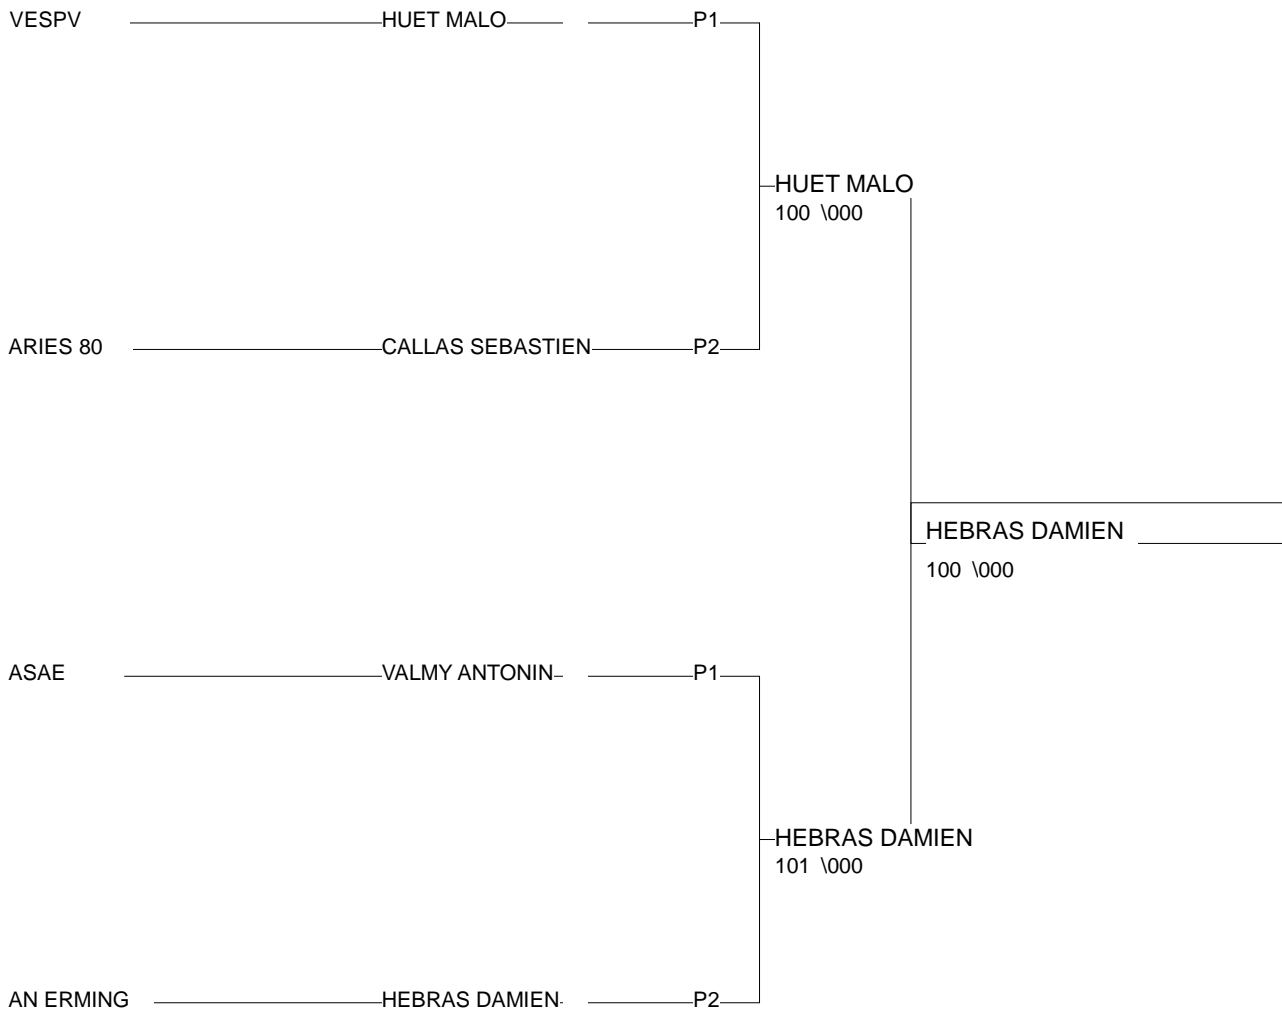 VESPV HUET MALO P1
HUET MALO
100 \000
ARIES 80 CALLAS SEBASTIEN P2
HEBRAS DAMIEN
100 \000
ASAE VALMY ANTONIN P1
HEBRAS DAMIEN
101 \000
AN ERMING HEBRAS DAMIEN P2